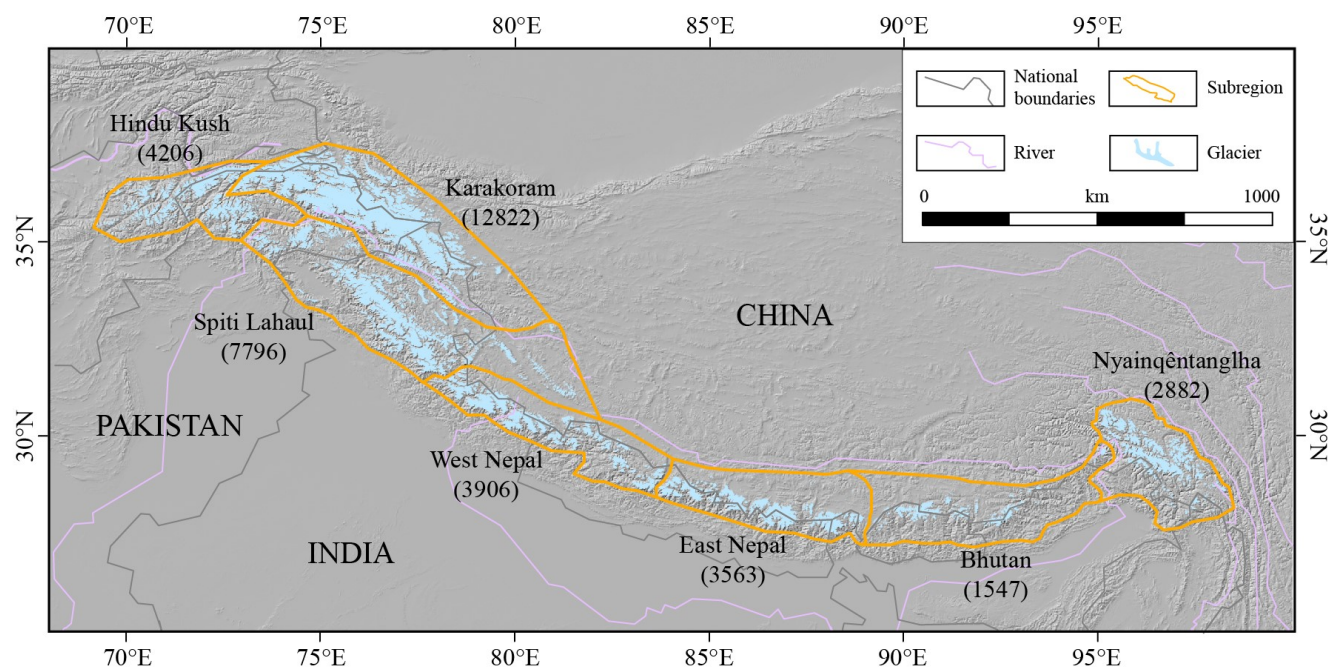 70°E 75°E 80°E 85°E 90°E 95°E
National
boundaries
Subregion
River
Glacier
0 km 1000
Hindu Kush
(4206)
Karakoram
(12822)
35°N
35°N
CHINA
Spiti Lahaul
(7796)
Nyainqêntanglha
(2882)
PAKISTAN
30°N
30°N
West Nepal
(3906)
INDIA
East Nepal
(3563)
Bhutan
(1547)
70°E 75°E 80°E 85°E 90°E 95°E